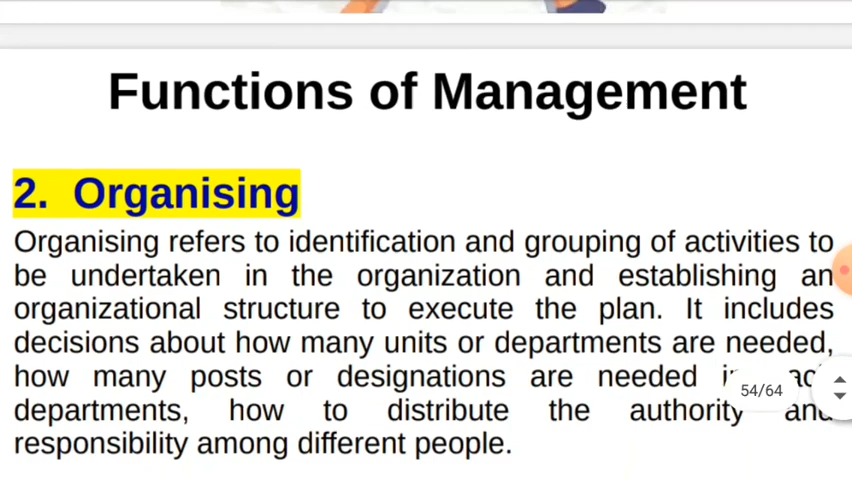 Functions of Management
2. Organising
Organising refers to identification and grouping of activities to
be undertaken in the organization and establishing an
organizational structure to execute the plan. It includes
decisions about how many units or departments are needed,
how many posts or designations are needed
54/64
departments, how to distribute the authority and
responsibility among different people.